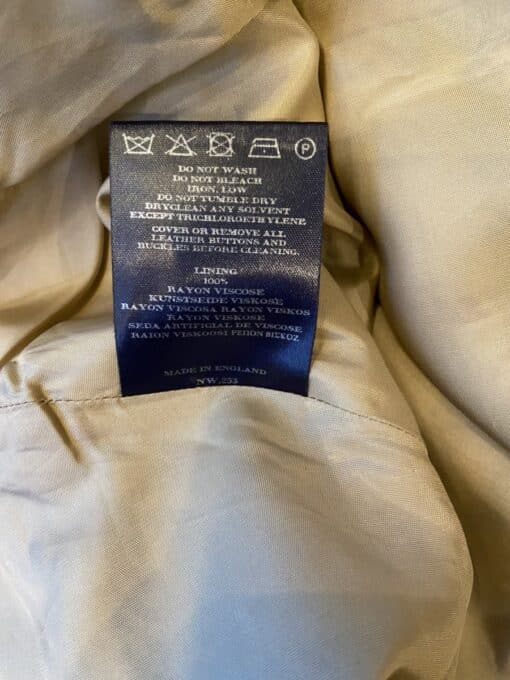 P
DO NOT WASH
DO NOT BLEACH
IRON, LOW
DO NOT TUMBLE DRY
DRYCLEAN ANY SOLVENT
EXCEPT TRICHLOROETHYLENE
COVER OR REMOVE ALL
LEATHER BUTTONS AND
BUCKLES BEFORE CLEANING.
LINING
100%
RAYON VISCOSE
KUNSTSEIDE VISKOSE
RAYON VISCOSA RAYON VISKOS
RAYON VISKOSE
SEDA ARTIFICIAL DE VISCOSE
RAION VISKOOSI
MADE IN ENGLAND
NW.253